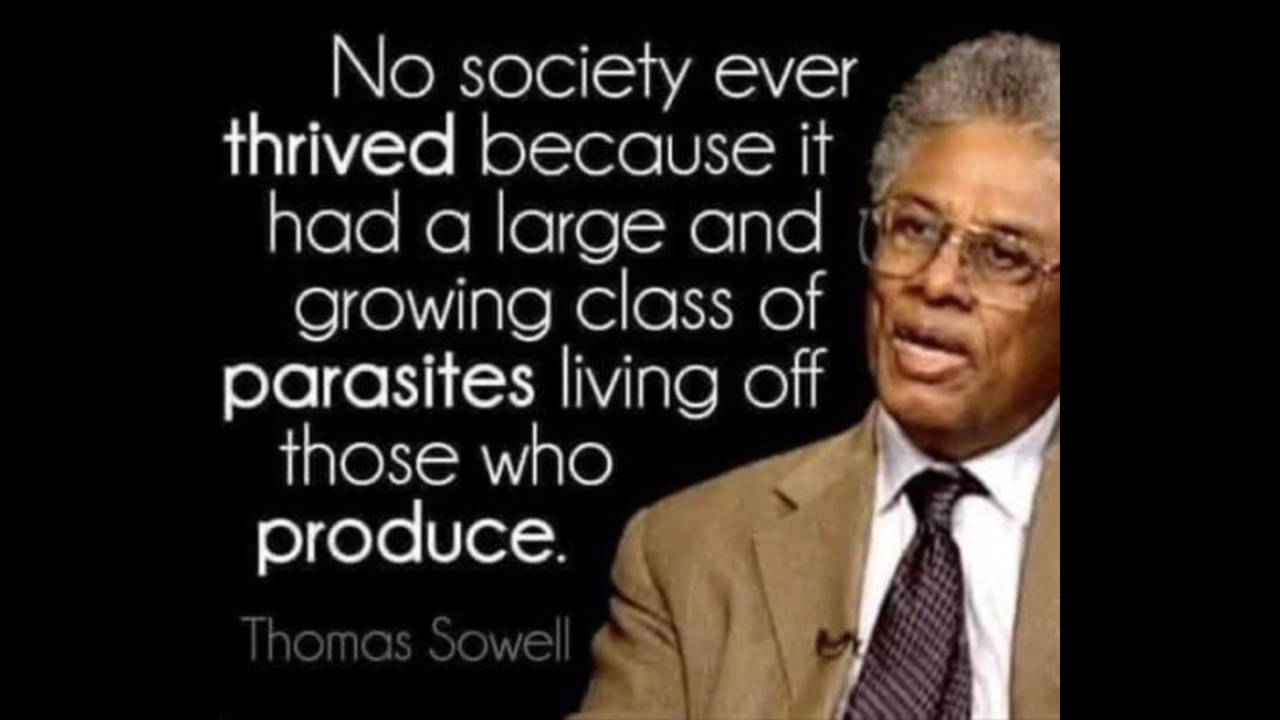 No society ever
thrived because it
had a large and
growing class of
parasites living off
those who
produce.
Thomas Sowell